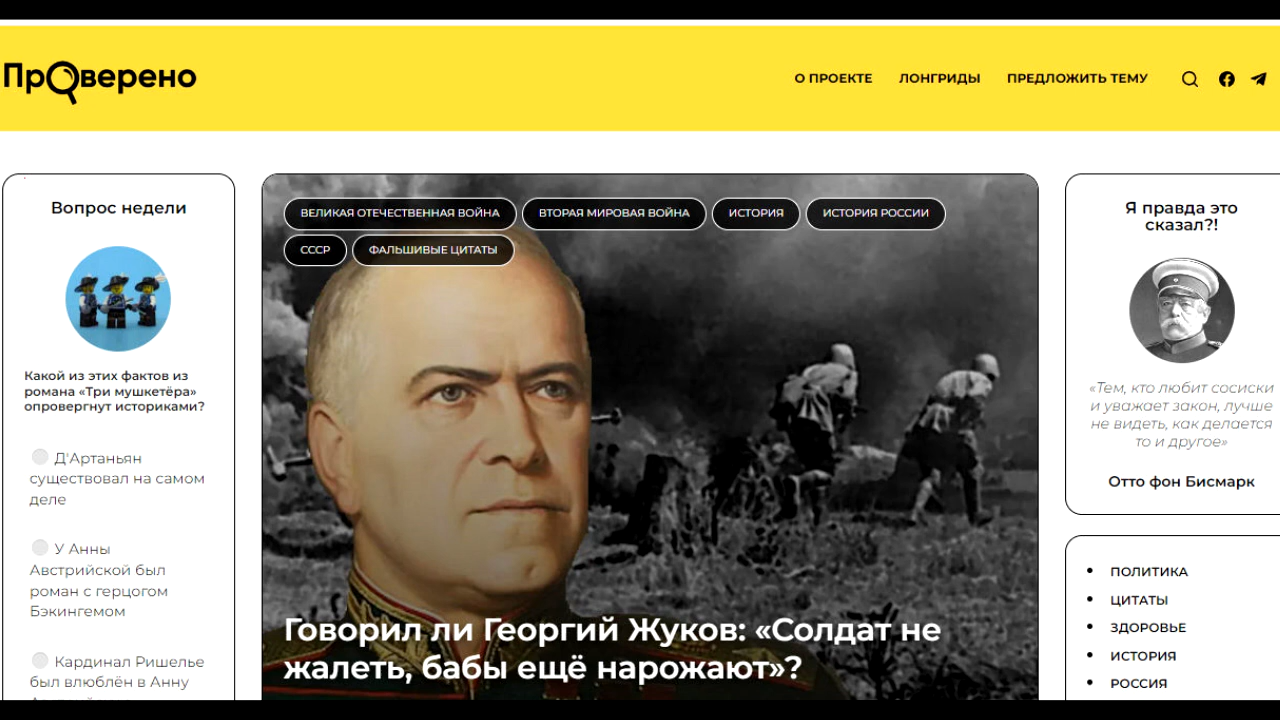 Проверено
О ПРОЕКТЕ
ЛОНГРИДЫ
ПРЕДЛОЖИТЬ ТЕМУ
Вопрос недели
Какой из этих фактов из
романа «Три мушкетёра»
опровергнут историками?
Д'Артаньян
существовал на самом
деле
У Анны
Австрийской был
роман с герцогом
Бэкингемом
Кардинал Ришелье
был влюблён в Анну
ВЕЛИКАЯ ОТЕЧЕСТВЕННАЯ ВОЙНА
ВТОРАЯ МИРОВАЯ ВОЙНА
ИСТОРИЯ
ИСТОРИЯ РОССИИ
СССР
ФАЛЬШИВЫЕ ЦИТАТЫ
Говорил ли Георгий Жуков: «Солдат не
жалеть, бабы ещё нарожают»?
Я правда это
сказал?!
«Тем, кто любит сосиски
и уважает закон, лучше
не видеть, как делается
то и другое»
Отто фон Бисмарк
ПОЛИТИКА
ЦИТАТЫ
ЗДОРОВЬЕ
ИСТОРИЯ
РОССИЯ